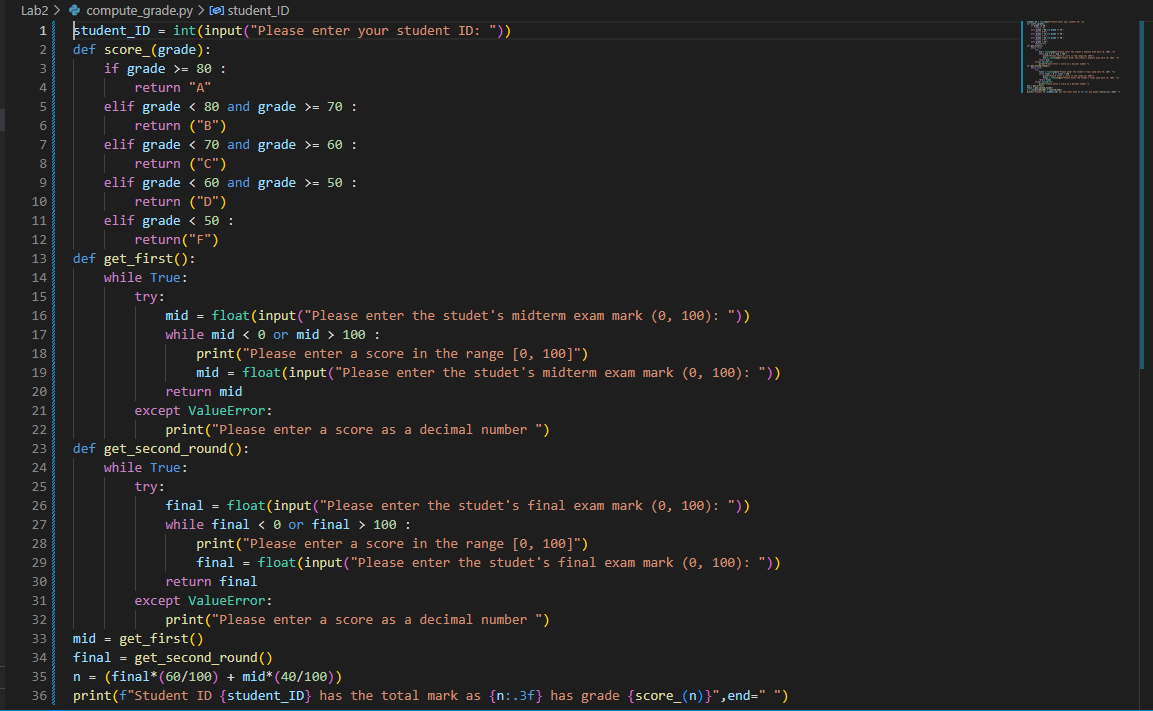 Lab2 > compute_grade.py > student_ID
1 student_ID = int(input("Please enter your student ID: "))
2 def score_(grade):
3     if grade >= 80 :
4         return "A"
5     elif grade < 80 and grade >= 70 :
6         return ("B")
7     elif grade < 70 and grade >= 60 :
8         return ("C")
9     elif grade < 60 and grade >= 50 :
10         return ("D")
11     elif grade < 50 :
12         return("F")
13 def get_first():
14     while True:
15         try:
16             mid = float(input("Please enter the studet's midterm exam mark (0, 100): "))
17             while mid < 0 or mid > 100 :
18                 print("Please enter a score in the range [0, 100]")
19                 mid = float(input("Please enter the studet's midterm exam mark (0, 100): "))
20             return mid
21         except ValueError:
22             print("Please enter a score as a decimal number ")
23 def get_second_round():
24     while True:
25         try:
26             final = float(input("Please enter the studet's final exam mark (0, 100): "))
27             while final < 0 or final > 100 :
28                 print("Please enter a score in the range [0, 100]")
29                 final = float(input("Please enter the studet's final exam mark (0, 100): "))
30             return final
31         except ValueError:
32             print("Please enter a score as a decimal number ")
33 mid = get_first()
34 final = get_second_round()
35 n = (final*(60/100) + mid*(40/100))
36 print(f"Student ID {student_ID} has the total mark as {n:.3f} has grade {score_(n)}",end=" ")